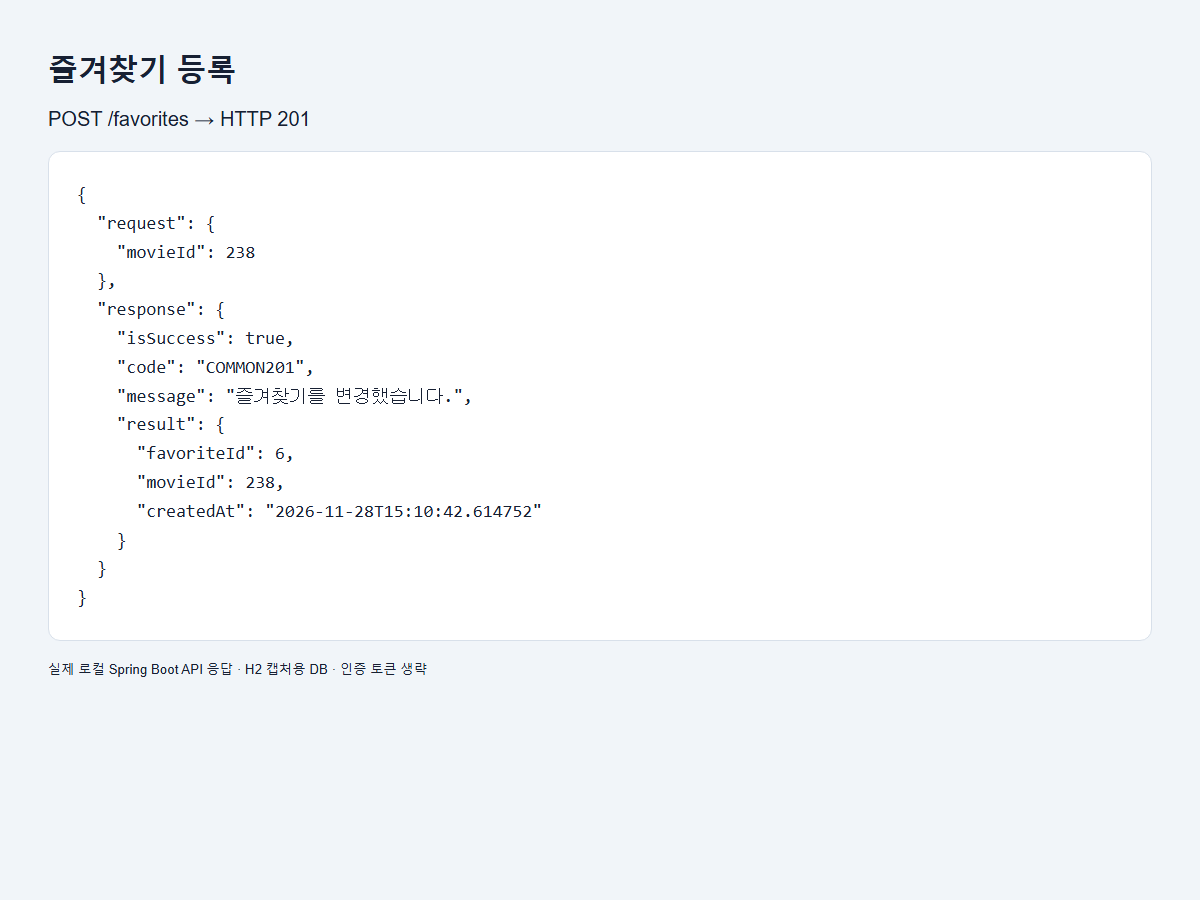 즐겨찾기 등록
POST /favorites → HTTP 201
{
  "request": {
    "movieId": 238
  },
  "response": {
    "isSuccess": true,
    "code": "COMMON201",
    "message": "즐겨찾기를 변경했습니다.",
    "result": {
      "favoriteId": 6,
      "movieId": 238,
      "createdAt": "2026-11-28T15:10:42.614752"
    }
  }
}
실제 로컬 Spring Boot API 응답 · H2 캡처용 DB · 인증 토큰 생략